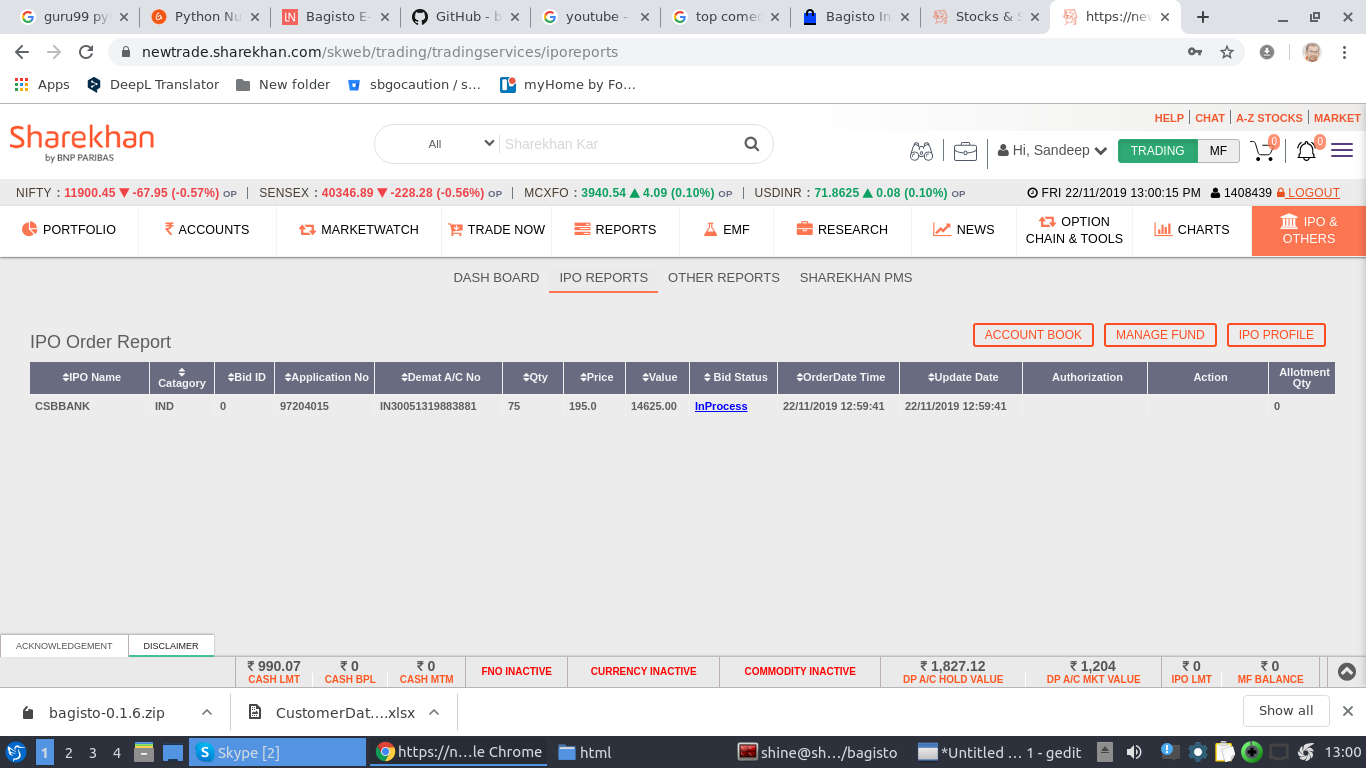 guru99 py
Python Nu
Bagisto E-
GitHub - b
youtube -
top come
Bagisto In
Stocks & S
https://nev
newtrade.sharekhan.com/skweb/trading/tradingservices/iporeports
Apps DeepL Translator New folder sbgocaution / s... myHome by Fo...
HELP CHAT A-Z STOCKS MARKET
Sharekhan
by BNP PARIBAS
All Sharekhan Kar
Hi, Sandeep TRADING MF 0 0
NIFTY : 11900.45 -67.95 (-0.57%) OP SENSEX : 40346.89 -228.28 (-0.56%) OP MCXFO : 3940.54 4.09 (0.10%) OP USDINR : 71.8625 0.08 (0.10%) OP FRI 22/11/2019 13:00:15 PM 1408439 LOGOUT
PORTFOLIO ACCOUNTS MARKETWATCH TRADE NOW REPORTS EMF RESEARCH NEWS OPTION CHAIN & TOOLS CHARTS IPO & OTHERS
DASH BOARD IPO REPORTS OTHER REPORTS SHAREKHAN PMS
IPO Order Report ACCOUNT BOOK MANAGE FUND IPO PROFILE
IPO Name Catagory Bid ID Application No Demat A/C No Qty Price Value Bid Status OrderDate Time Update Date Authorization Action Allotment Qty
CSBBANK IND 0 97204015 IN30051319883881 75 195.0 14625.00 InProcess 22/11/2019 12:59:41 22/11/2019 12:59:41 0
ACKNOWLEDGEMENT DISCLAIMER
₹ 990.07 ₹ 0 ₹ 0 FNO INACTIVE CURRENCY INACTIVE COMMODITY INACTIVE ₹ 1,827.12 ₹ 1,204 ₹ 0 ₹ 0
CASH LMT CASH BPL CASH MTM DP A/C HOLD VALUE DP A/C MKT VALUE IPO LMT MF BALANCE
bagisto-0.1.6.zip CustomerDat....xlsx Show all
1 2 3 4 Skype [2] https://n...le Chrome html shine@sh.../bagisto *Untitled ... 1 - gedit 13:00